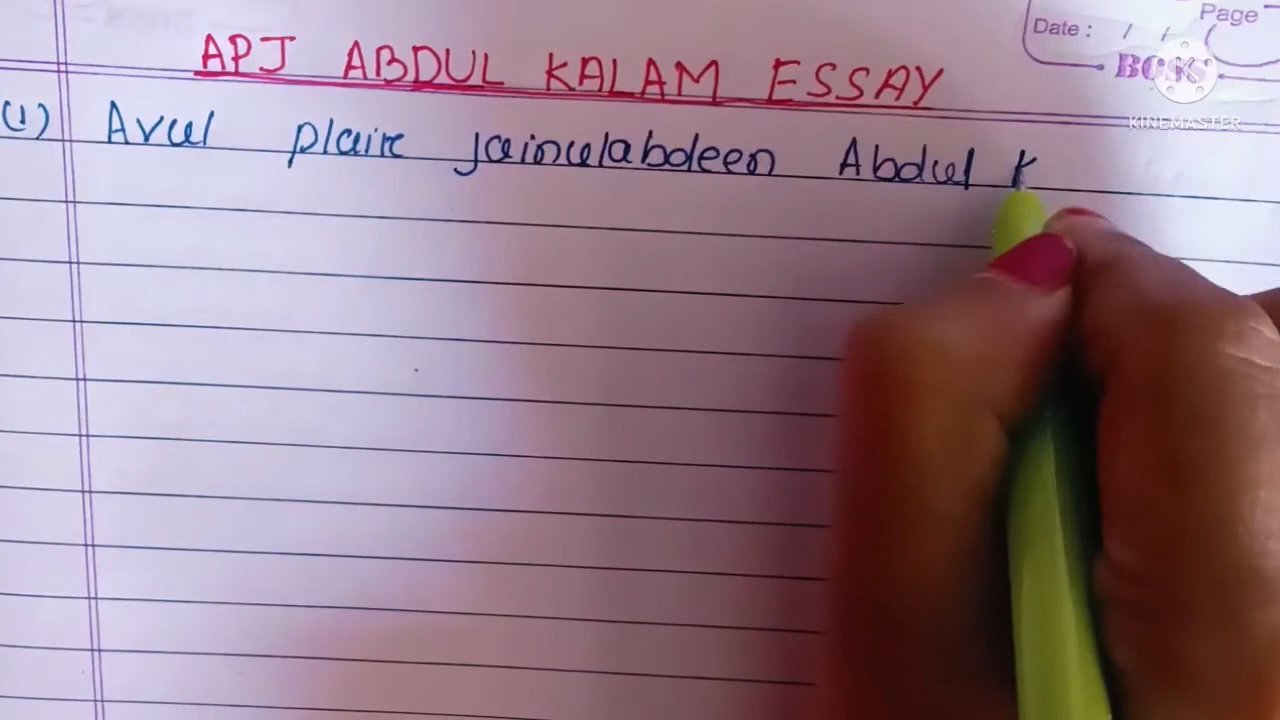 Page
Date : / /
APJ ABDUL KALAM ESSAY
KINEMASTER
(1) Avul plair jainulabdeen Abdul K